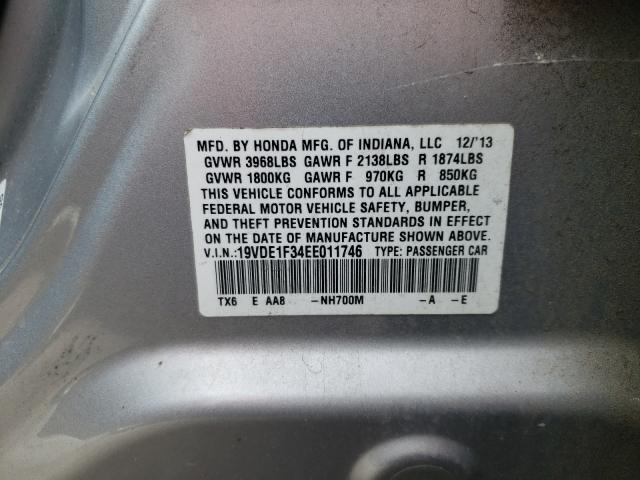 MFD. BY HONDA MFG. OF INDIANA, LLC 12/'13
GVWR 3968LBS GAWR F 2138LBS R 1874LBS
GVWR 1800KG GAWR F 970KG R 850KG
THIS VEHICLE CONFORMS TO ALL APPLICABLE
FEDERAL MOTOR VEHICLE SAFETY, BUMPER,
AND THEFT PREVENTION STANDARDS IN EFFECT
ON THE DATE OF MANUFACTURE SHOWN ABOVE.
V.I.N.:19VDE1F34EE011746 TYPE: PASSENGER CAR
TX6 E AA8 -NH700M -A -E